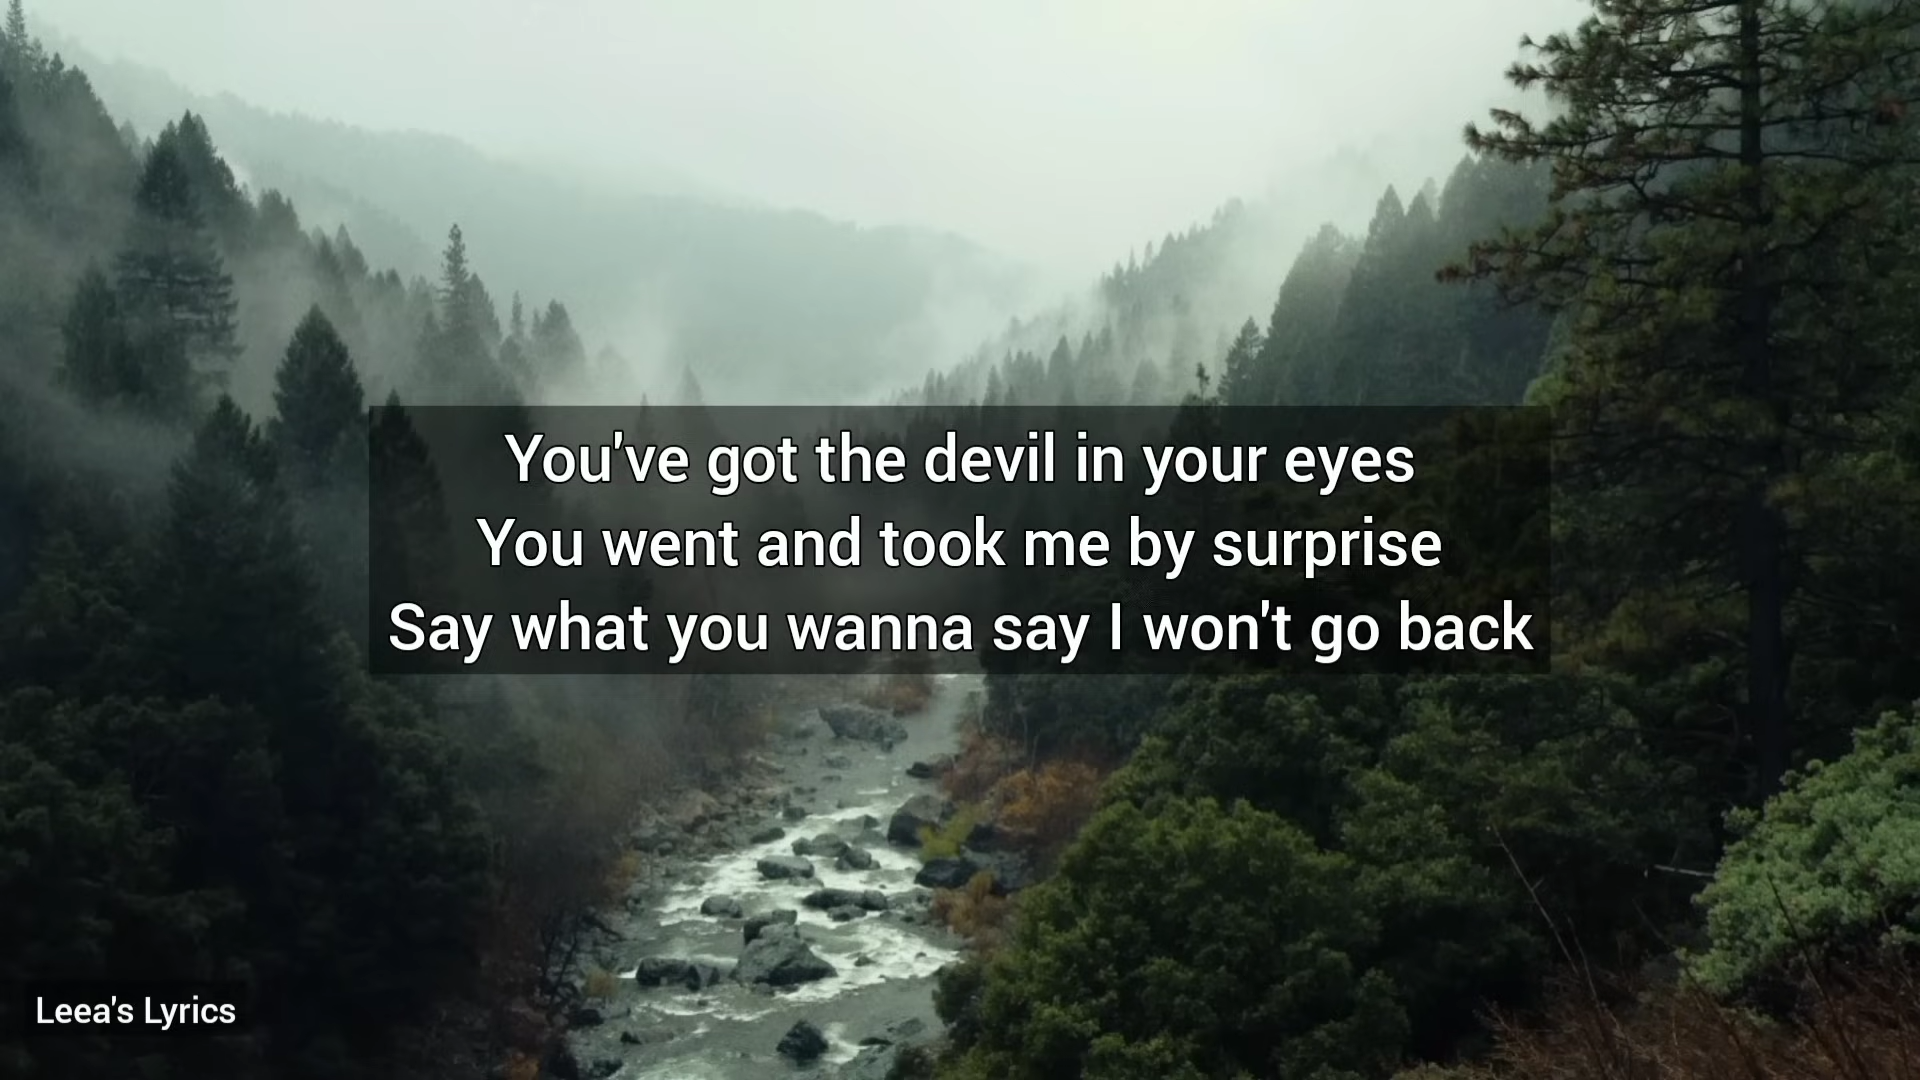 You've got the devil in your eyes
You went and took me by surprise
Say what you wanna say I won't go back
Leea's Lyrics